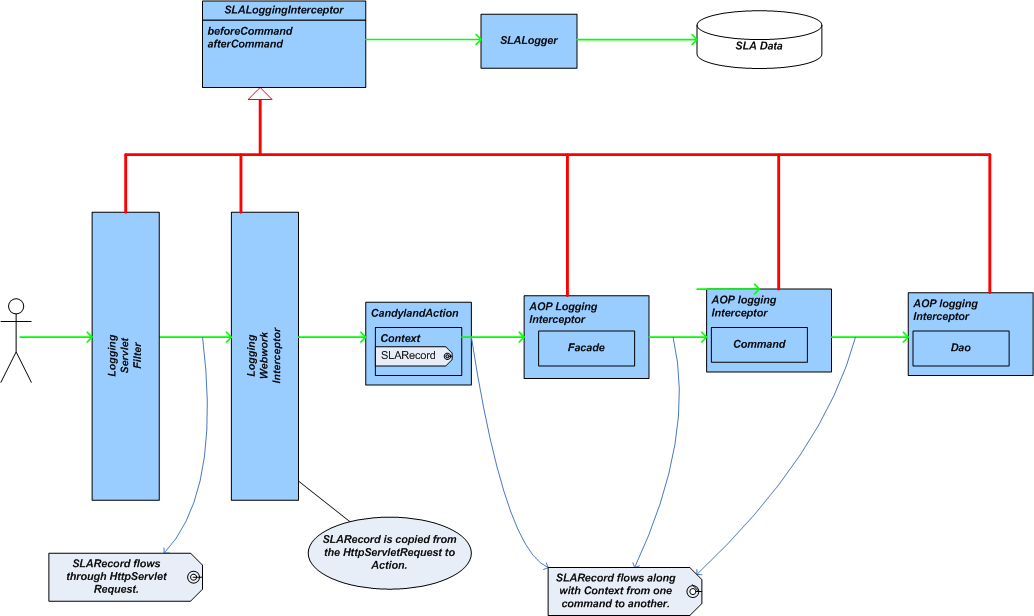 SLALoggingInterceptor
beforeCommand
afterCommand
SLALogger
SLA Data
Logging
Servlet
Filter
Logging
Webwork
Interceptor
CandylandAction
Context
SLARecord
AOP Logging
Interceptor
Facade
AOP logging
Interceptor
Command
AOP logging
Interceptor
Dao
SLARecord flows
through HttpServlet
Request.
SLARecord is copied from
the HttpServletRequest to
Action.
SLARecord flows along
with Context from one
command to another.